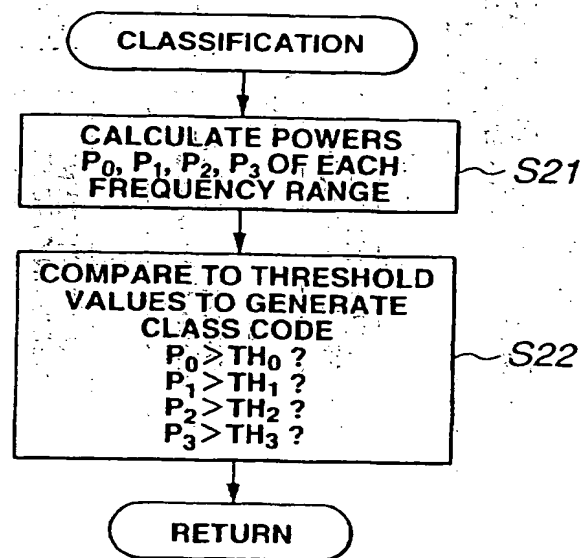 CLASSIFICATION
CALCULATE POWERS
P₀, P₁, P₂, P₃ OF EACH
FREQUENCY RANGE
S21
COMPARE TO THRESHOLD
VALUES TO GENERATE
CLASS CODE
P₀ > TH₀ ?
P₁ > TH₁ ?
P₂ > TH₂ ?
P₃ > TH₃ ?
S22
RETURN